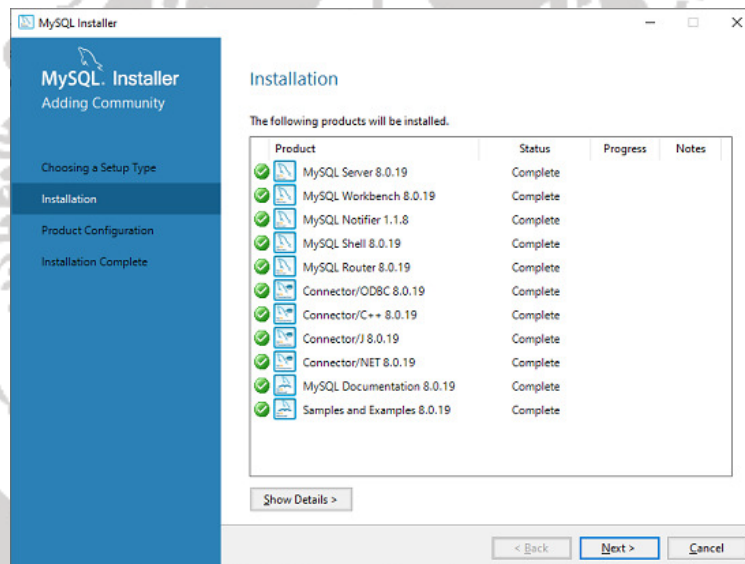 MySQL Installer
MySQL. Installer
Adding Community
Choosing a Setup Type
Installation
Product Configuration
Installation Complete
Installation
The following products will be installed.
Product Status Progress Notes
MySQL Server 8.0.19 Complete
MySQL Workbench 8.0.19 Complete
MySQL Notifier 1.1.8 Complete
MySQL Shell 8.0.19 Complete
MySQL Router 8.0.19 Complete
Connector/ODBC 8.0.19 Complete
Connector/C++ 8.0.19 Complete
Connector/J 8.0.19 Complete
Connector/NET 8.0.19 Complete
MySQL Documentation 8.0.19 Complete
Samples and Examples 8.0.19 Complete
Show Details >
< Back Next > Cancel